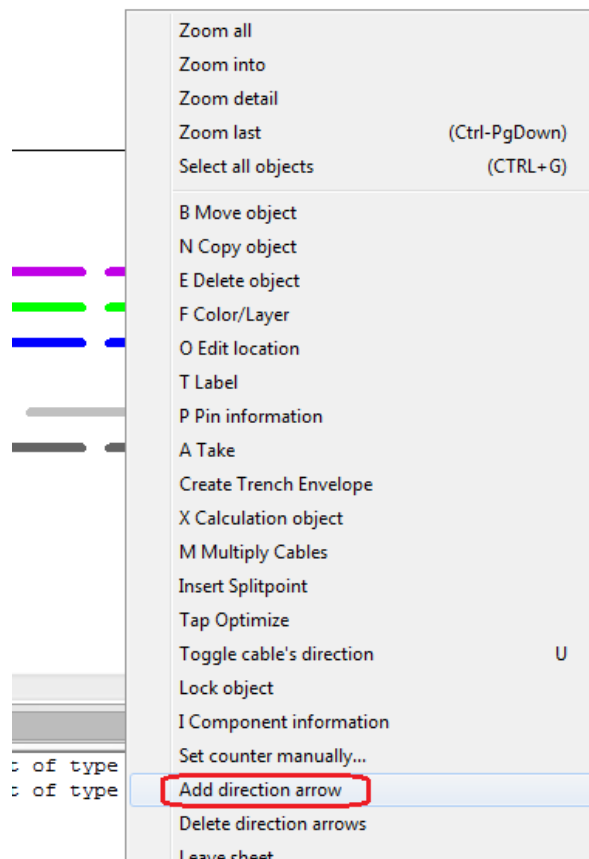 Zoom all
Zoom into
Zoom detail
Zoom last (Ctrl-PgDown)
Select all objects (CTRL+G)
B Move object
N Copy object
E Delete object
F Color/Layer
O Edit location
T Label
P Pin information
A Take
Create Trench Envelope
X Calculation object
M Multiply Cables
Insert Splitpoint
Tap Optimize
Toggle cable's direction U
Lock object
I Component information
Set counter manually...
of type
of type
Add direction arrow
Delete direction arrows
Leave sheet